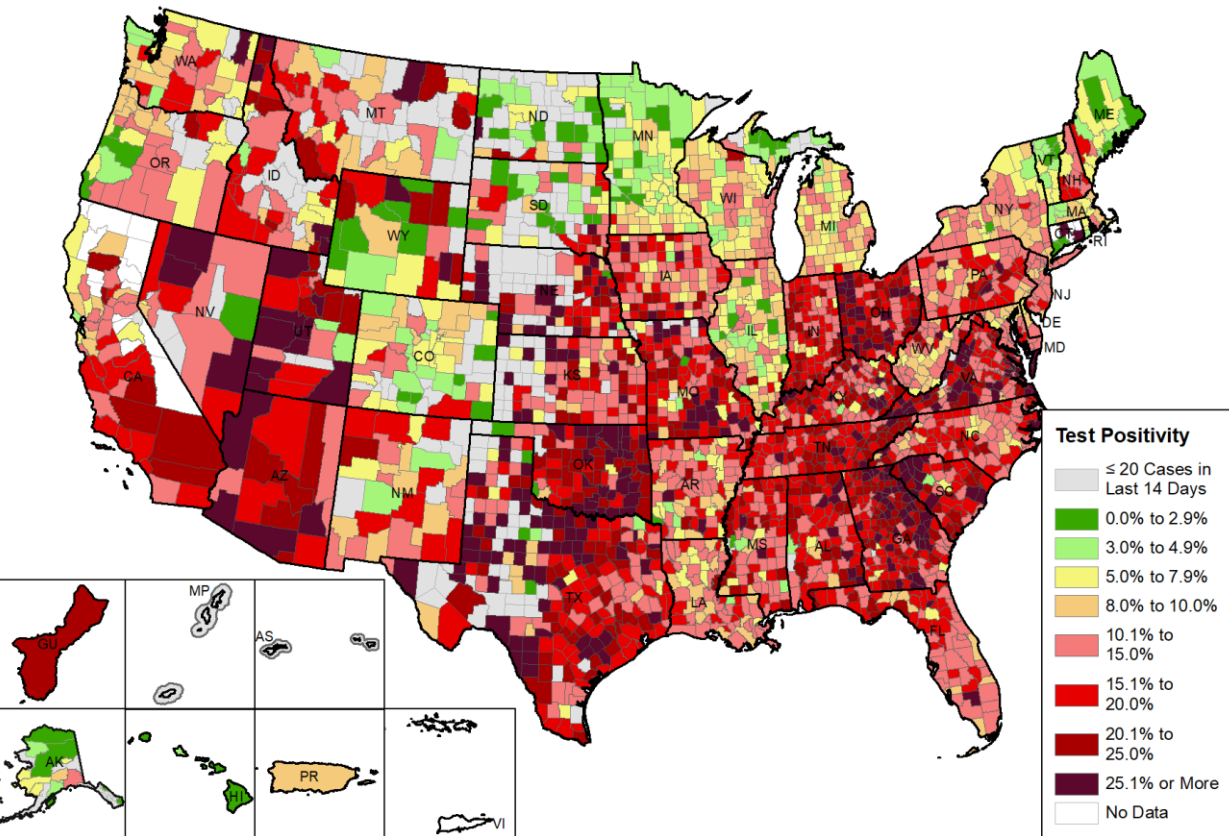 WA
MT
ND
MN
ME
OR
ID
SD
WI
VT
NH
NY
MA
WY
MI
RI
NE
IA
PA
NJ
NV
UT
CO
IL
IN
OH
DE
MD
WV
CA
KS
MO
KY
VA
AZ
NM
OK
AR
TN
NC
SC
MS
AL
GA
TX
LA
FL
GU
MP
AS
AK
HI
PR
VI
Test Positivity
≤ 20 Cases in
Last 14 Days
0.0% to 2.9%
3.0% to 4.9%
5.0% to 7.9%
8.0% to 10.0%
10.1% to
15.0%
15.1% to
20.0%
20.1% to
25.0%
25.1% or More
No Data